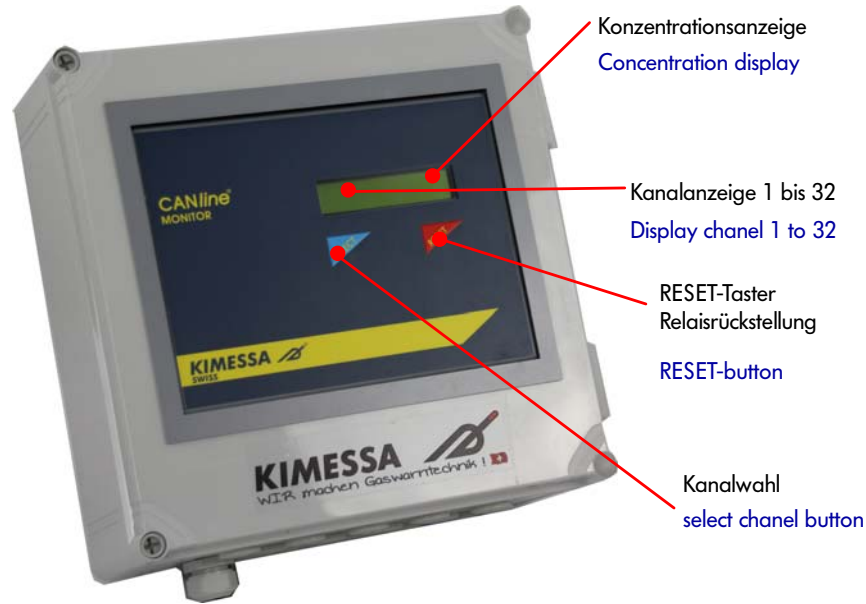 Konzentrationsanzeige
Concentration display
CANline
MONITOR
Kanalanzeige 1 bis 32
Display chanel 1 to 32
RESET-Taster
Relaisrückstellung
RESET-button
KIMESSA
SWISS
KIMESSA
WIR machen Gaswarntechnik !
Kanalwahl
select chanel button